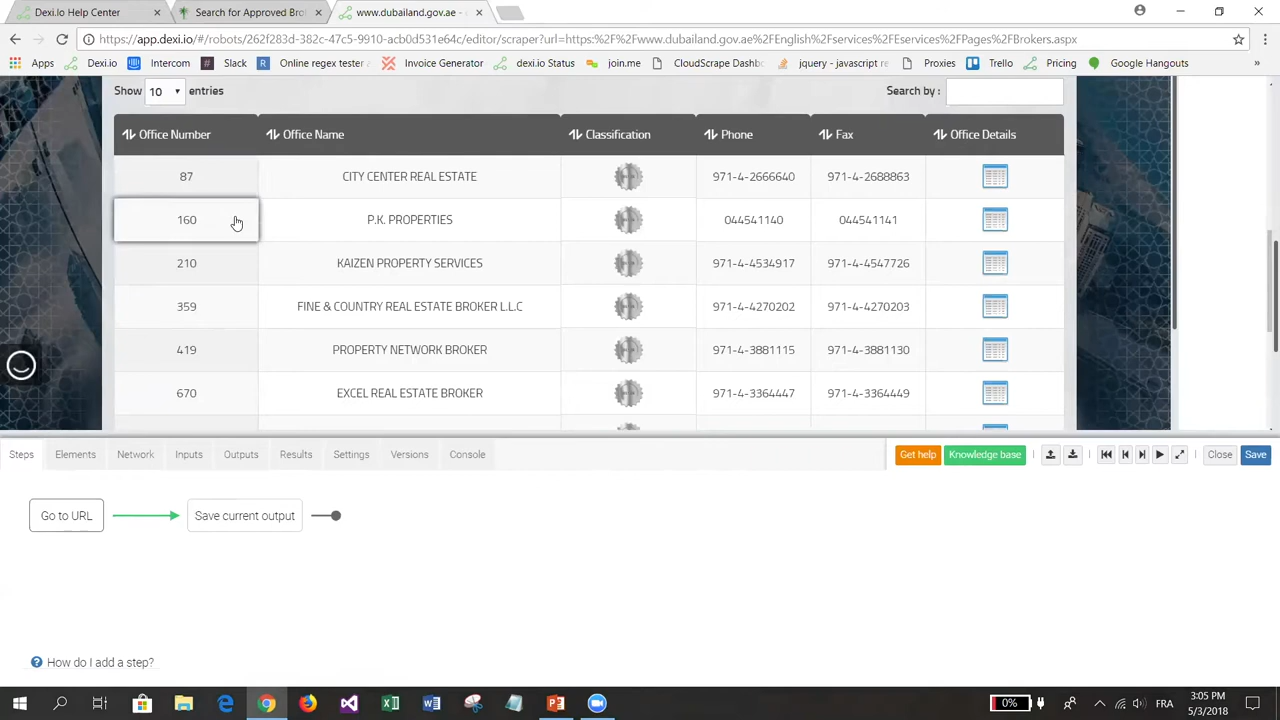 Dexi.Io Help Center
Search for Approved Bro
www.dubailand.gov.ae -
https://app.dexi.io/#/robots/262f283d-382c-47c5-9910-acb0d531e64c/editor/scraper?url=https:%2F%2Fwww.dubailand.gov.ae%2FEnglish%2Fservices%2FEservices%2FPages%2FBrokers.aspx
Apps Dexi.io Intercom Slack Online regex tester Invoice Generator dexi.io Status join.me CloudScrape dashbo jquery - javascript re Proxies Trello Pricing Google Hangouts »
Show 10 entries Search by :
Office Number Office Name Classification Phone Fax Office Details
87 CITY CENTER REAL ESTATE 971-4-2666640 971-4-2688863
160 P.K. PROPERTIES 044541140 044541141
210 KAIZEN PROPERTY SERVICES 971-4-4534917 971-4-4547726
359 FINE & COUNTRY REAL ESTATE BROKER L.L.C 971-4-4270202 971-4-4270203
419 PROPERTY NETWORK BROKER 971-4-3881115 971-4-3881130
670 EXCEL REAL ESTATE BROKER 971-4-3364447 971-4-3364449
Steps Elements Network Inputs Outputs Results Settings Versions Console Get help Knowledge base Close Save
Go to URL Save current output
How do I add a step?
0% FRA 3:05 PM
5/3/2018